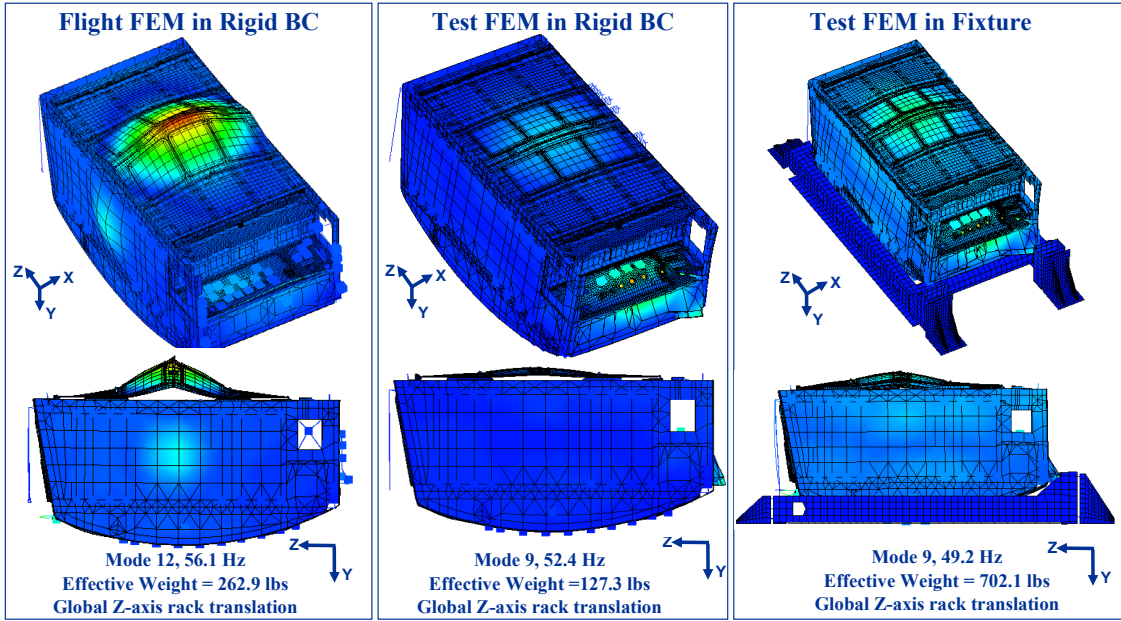 Flight FEM in Rigid BC
Z
X
Y
Z
Y
Mode 12, 56.1 Hz
Effective Weight = 262.9 lbs
Global Z-axis rack translation
Test FEM in Rigid BC
Z
X
Y
Z
Y
Mode 9, 52.4 Hz
Effective Weight =127.3 lbs
Global Z-axis rack translation
Test FEM in Fixture
Z
X
Y
Z
Y
Mode 9, 49.2 Hz
Effective Weight = 702.1 lbs
Global Z-axis rack translation